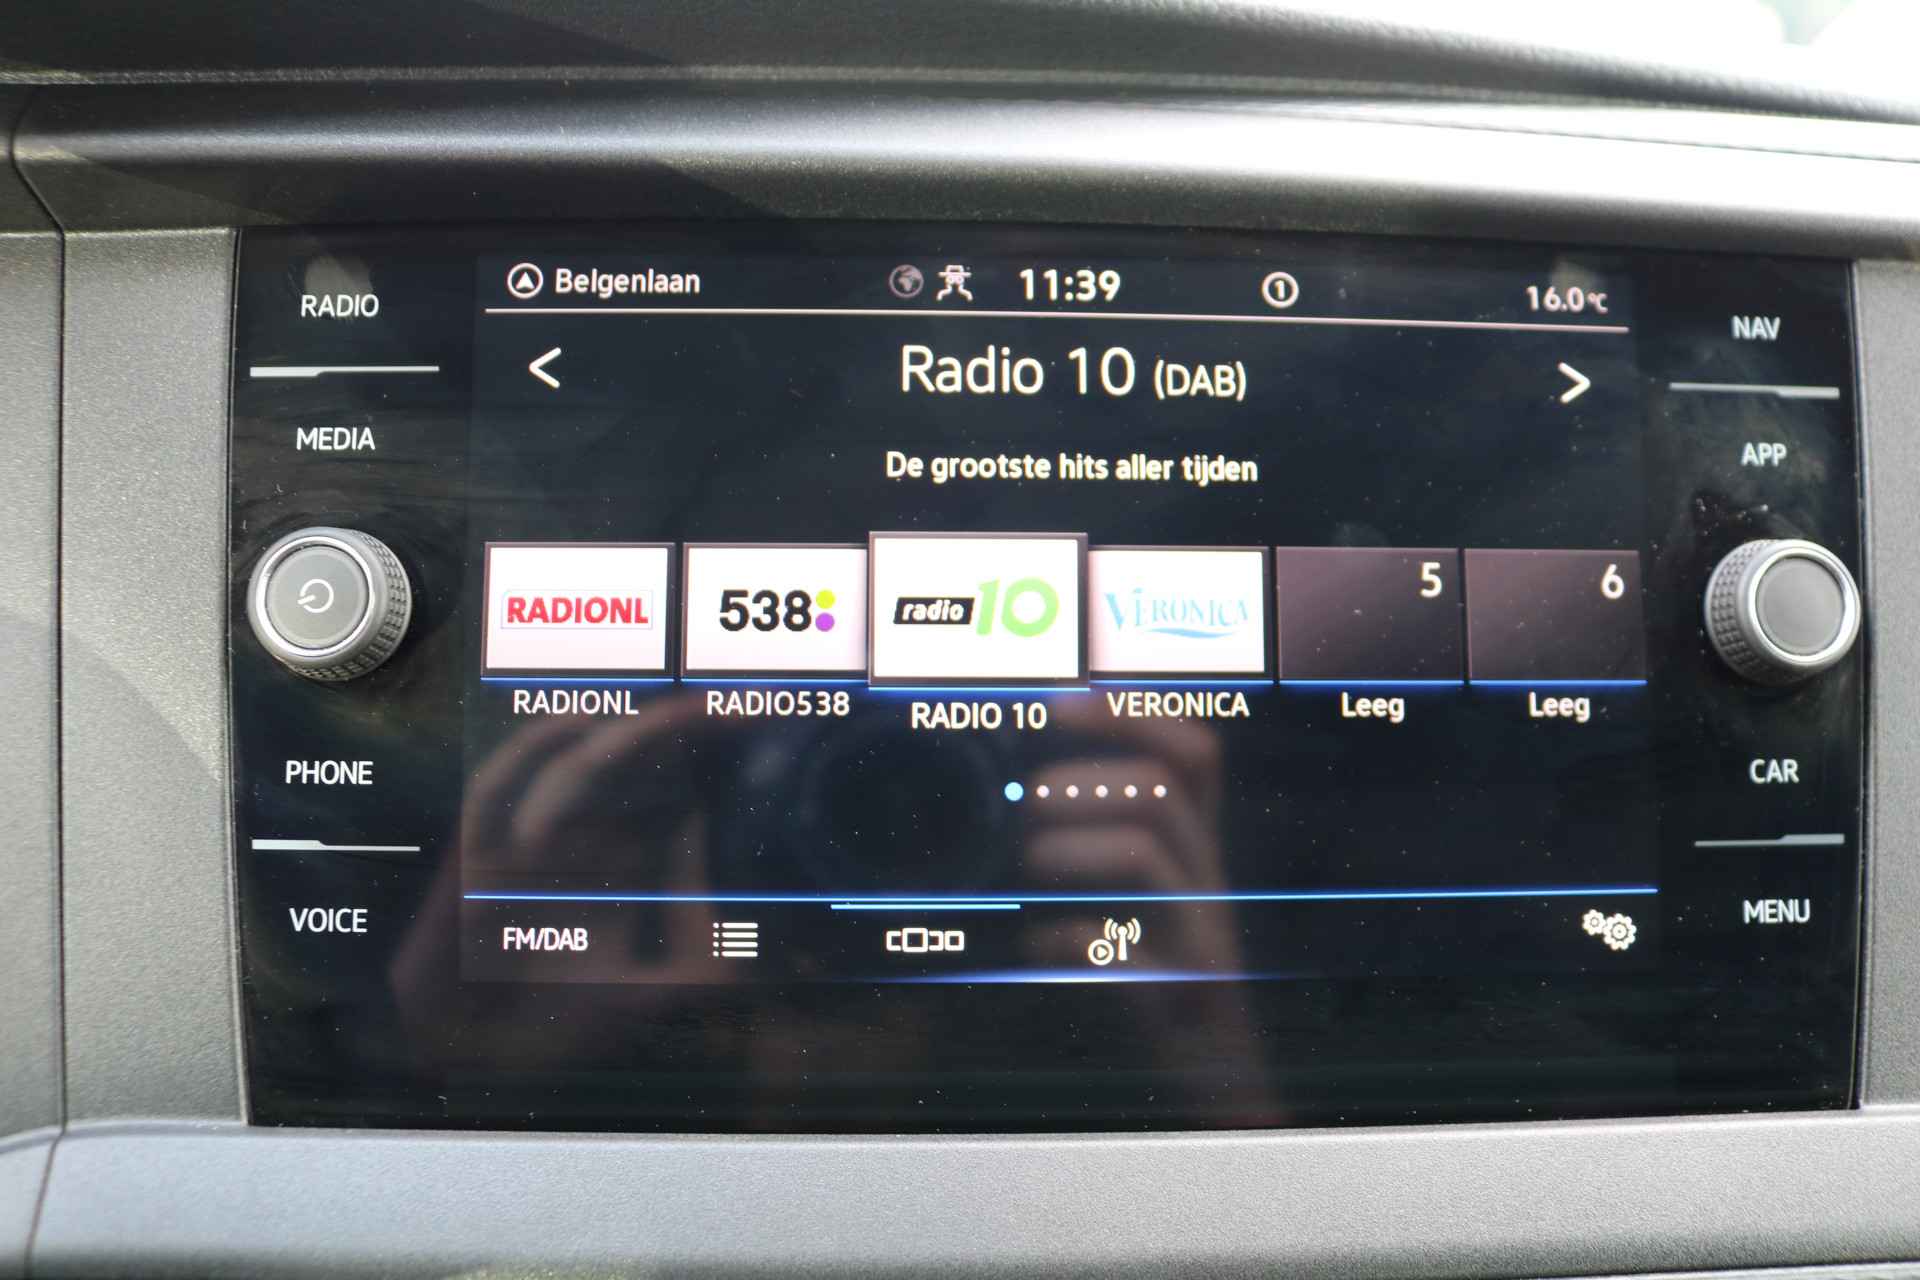 RADIO
MEDIA
PHONE
VOICE
Belgenlaan
11:39
1
16.0°C
< Radio 10 (DAB) >
De grootste hits aller tijden
RADIONL
538
radio 10
VERONICA
5
6
RADIONL
RADIO538
RADIO 10
VERONICA
Leeg
Leeg
FM/DAB
NAV
APP
CAR
MENU